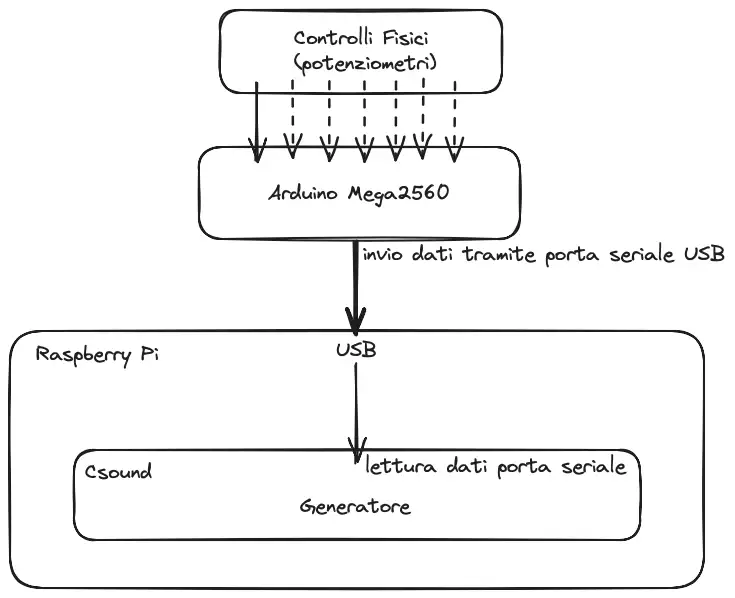 Controlli Fisici
(potenziometri)
Arduino Mega2560
invio dati tramite porta seriale USB
Raspberry Pi
USB
Csound
lettura dati porta seriale
Generatore